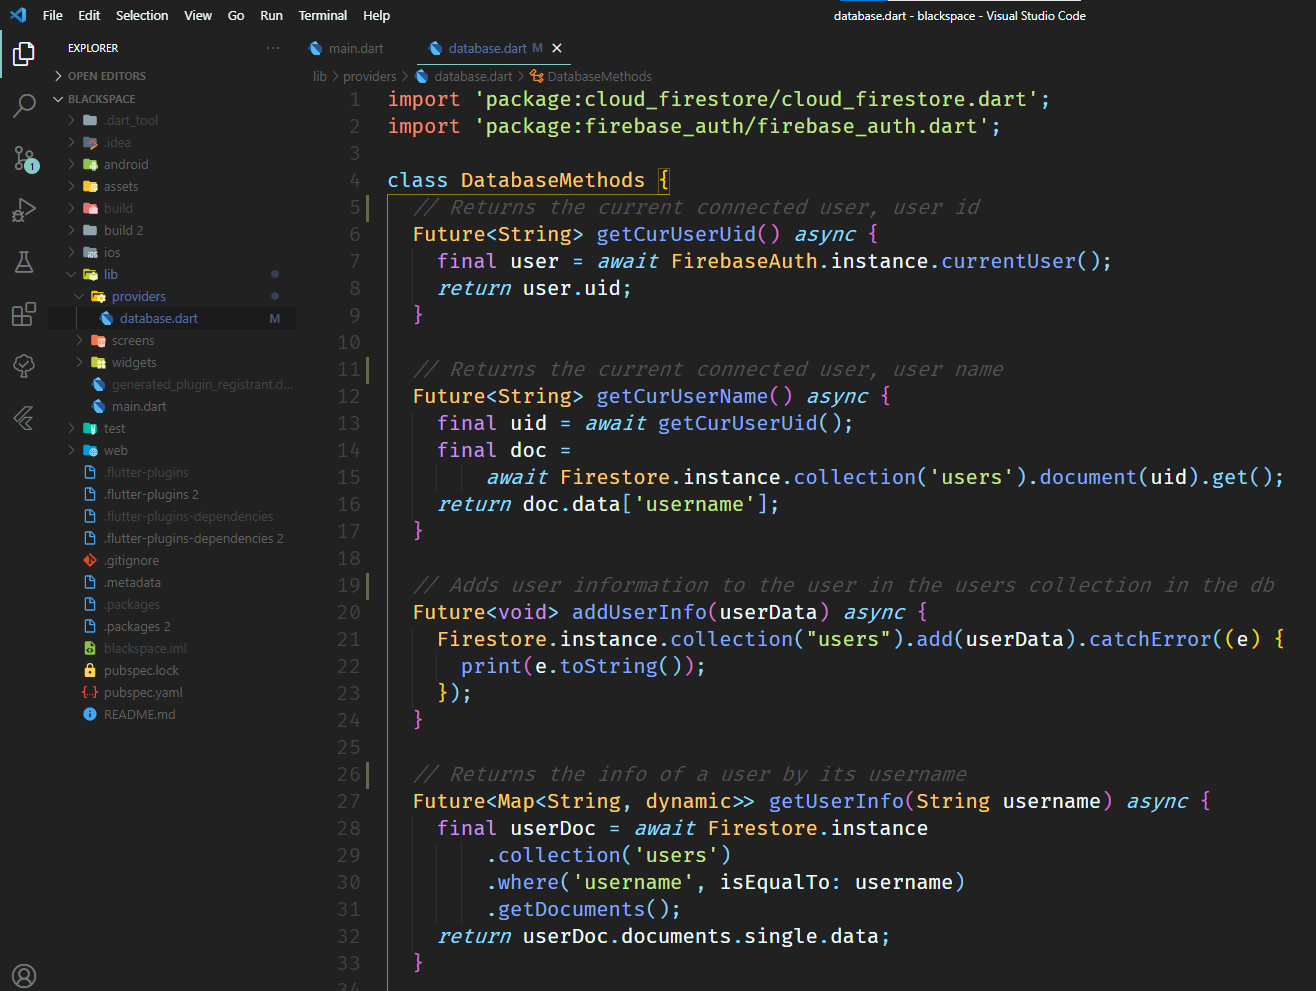 File Edit Selection View Go Run Terminal Help
database.dart - blackspace - Visual Studio Code
EXPLORER
OPEN EDITORS
BLACKSPACE
.dart_tool
.idea
android
assets
build
build 2
ios
lib
providers
database.dart M
screens
widgets
generated_plugin_registrant.d...
main.dart
test
web
.flutter-plugins
.flutter-plugins 2
.flutter-plugins-dependencies
.flutter-plugins-dependencies 2
.gitignore
.metadata
.packages
.packages 2
blackspace.iml
pubspec.lock
pubspec.yaml
README.md
1
main.dart database.dart M
lib > providers > database.dart > DatabaseMethods
1 import 'package:cloud_firestore/cloud_firestore.dart';
2 import 'package:firebase_auth/firebase_auth.dart';
3
4 class DatabaseMethods {
5   // Returns the current connected user, user id
6   Future<String> getCurUserUid() async {
7     final user = await FirebaseAuth.instance.currentUser();
8     return user.uid;
9   }
10
11   // Returns the current connected user, user name
12   Future<String> getCurUserName() async {
13     final uid = await getCurUserUid();
14     final doc =
15         await Firestore.instance.collection('users').document(uid).get();
16     return doc.data['username'];
17   }
18
19   // Adds user information to the user in the users collection in the db
20   Future<void> addUserInfo(userData) async {
21     Firestore.instance.collection("users").add(userData).catchError((e) {
22       print(e.toString());
23     });
24   }
25
26   // Returns the info of a user by its username
27   Future<Map<String, dynamic>> getUserInfo(String username) async {
28     final userDoc = await Firestore.instance
29         .collection('users')
30         .where('username', isEqualTo: username)
31         .getDocuments();
32     return userDoc.documents.single.data;
33   }
34